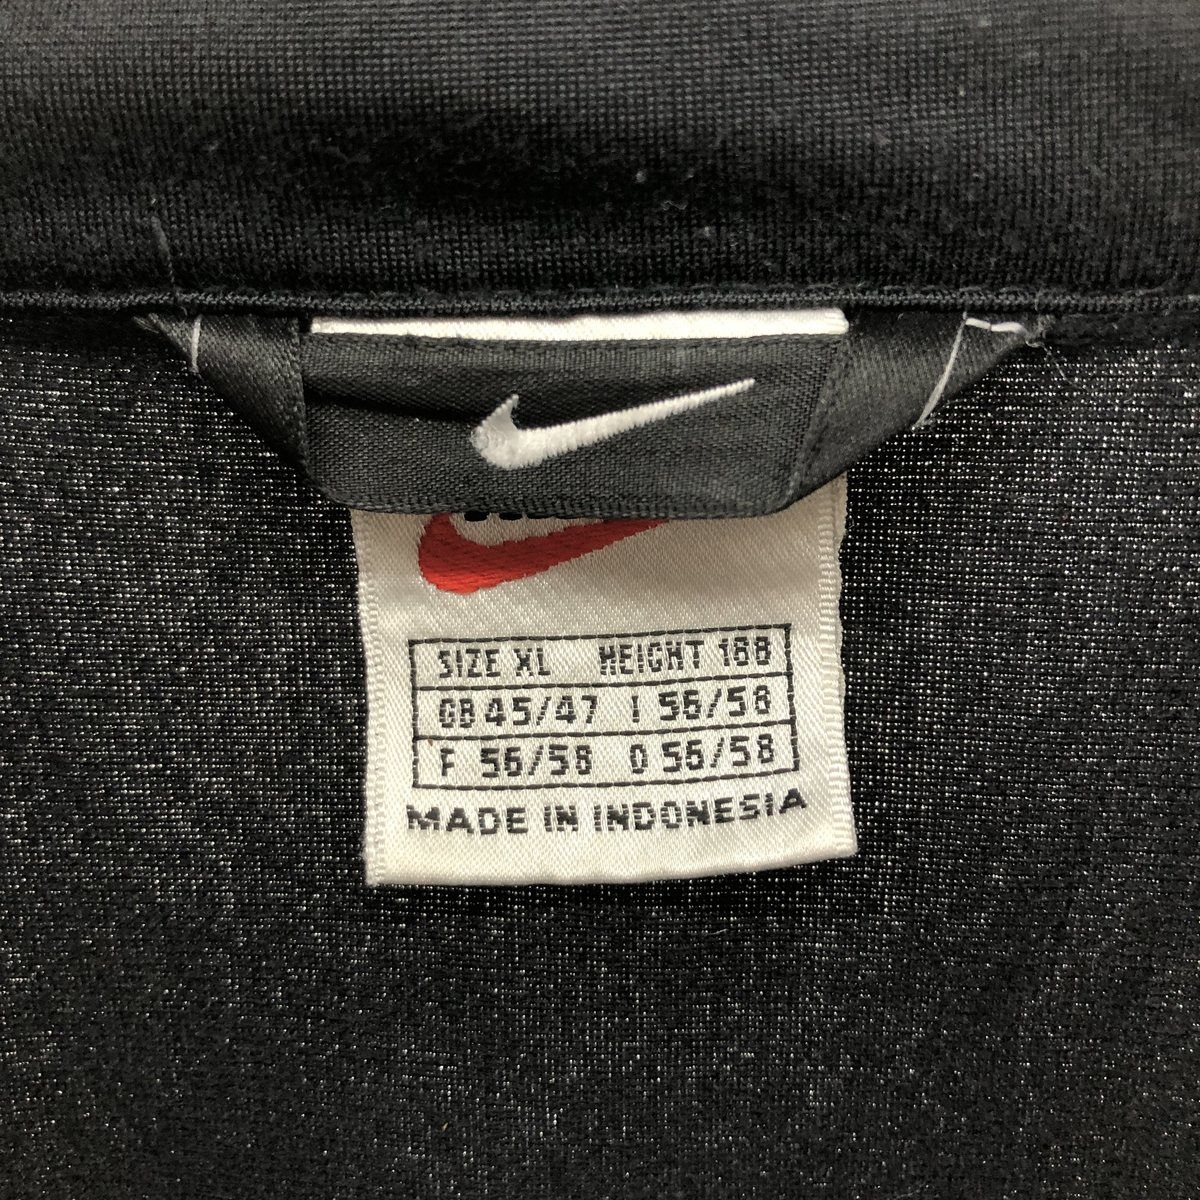 SIZE XL HEIGHT 188
GB 45/47 I 56/58
F 56/58 D 56/58
MADE IN INDONESIA